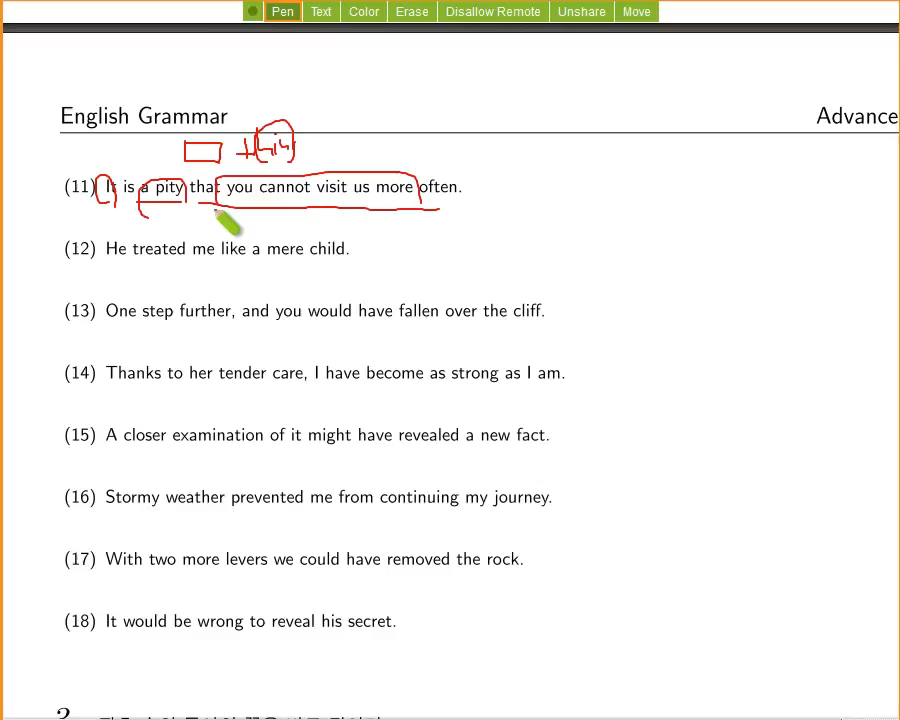 Pen Text Color Erase Disallow Remote Unshare Move
English Grammar Advance
(11) It is a pity that you cannot visit us more often.
(12) He treated me like a mere child.
(13) One step further, and you would have fallen over the cliff.
(14) Thanks to her tender care, I have become as strong as I am.
(15) A closer examination of it might have revealed a new fact.
(16) Stormy weather prevented me from continuing my journey.
(17) With two more levers we could have removed the rock.
(18) It would be wrong to reveal his secret.